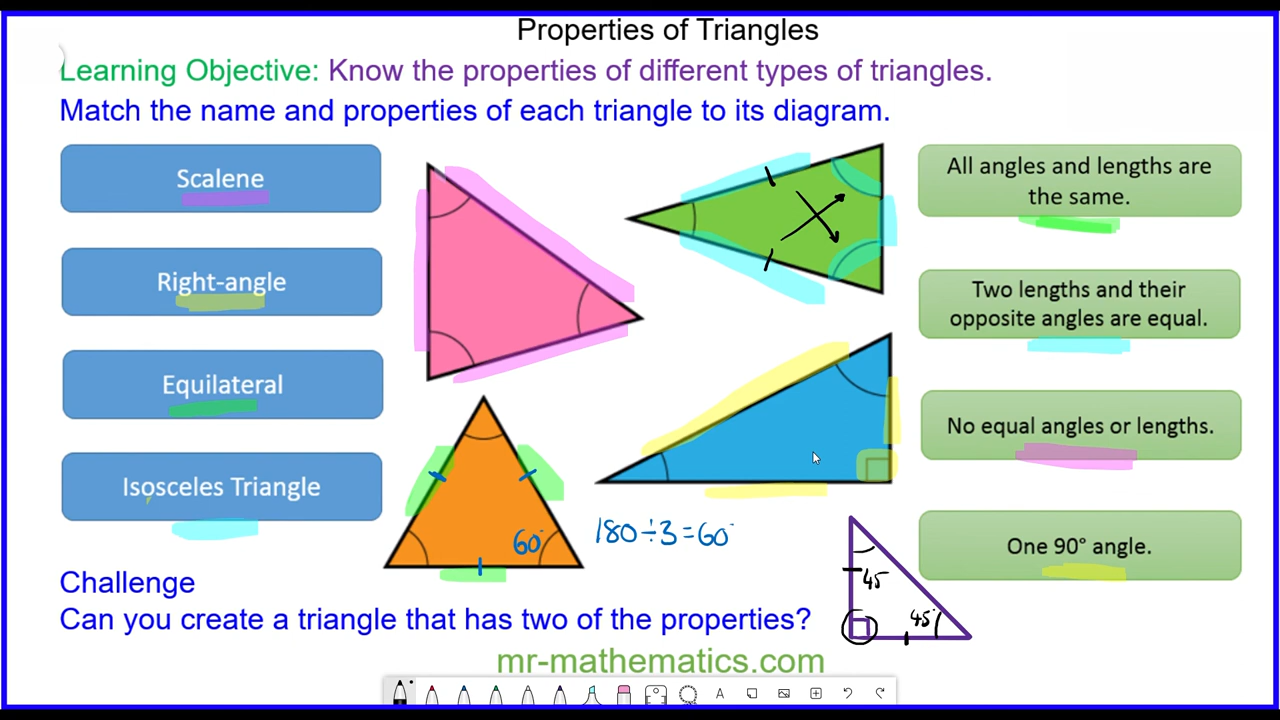 Properties of Triangles
Learning Objective: Know the properties of different types of triangles.
Match the name and properties of each triangle to its diagram.
Scalene
Right-angle
Equilateral
Isosceles Triangle
60°
180÷3=60°
45
45°
All angles and lengths are
the same.
Two lengths and their
opposite angles are equal.
No equal angles or lengths.
One 90° angle.
Challenge
Can you create a triangle that has two of the properties?
mr-mathematics.com
A